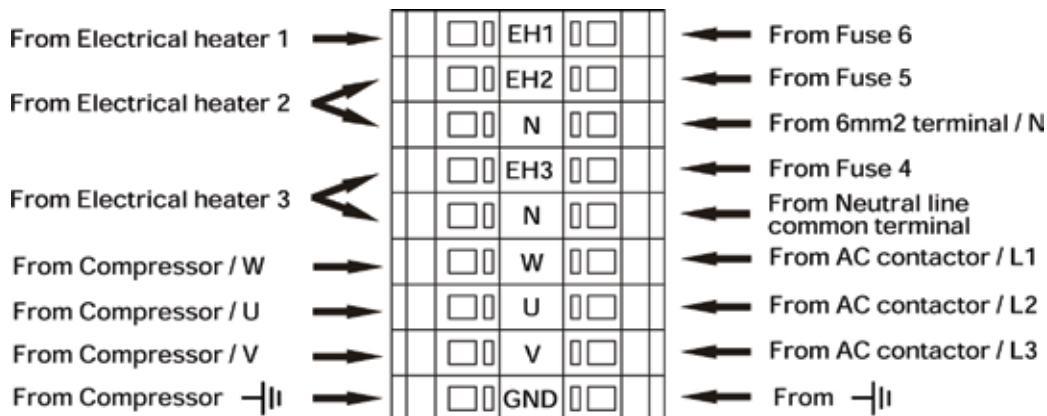 From Electrical heater 1 EH1 From Fuse 6
From Electrical heater 2 EH2 From Fuse 5
N From 6mm2 terminal / N
From Electrical heater 3 EH3 From Fuse 4
N From Neutral line
common terminal
From Compressor / W W From AC contactor / L1
From Compressor / U U From AC contactor / L2
From Compressor / V V From AC contactor / L3
From Compressor GND From